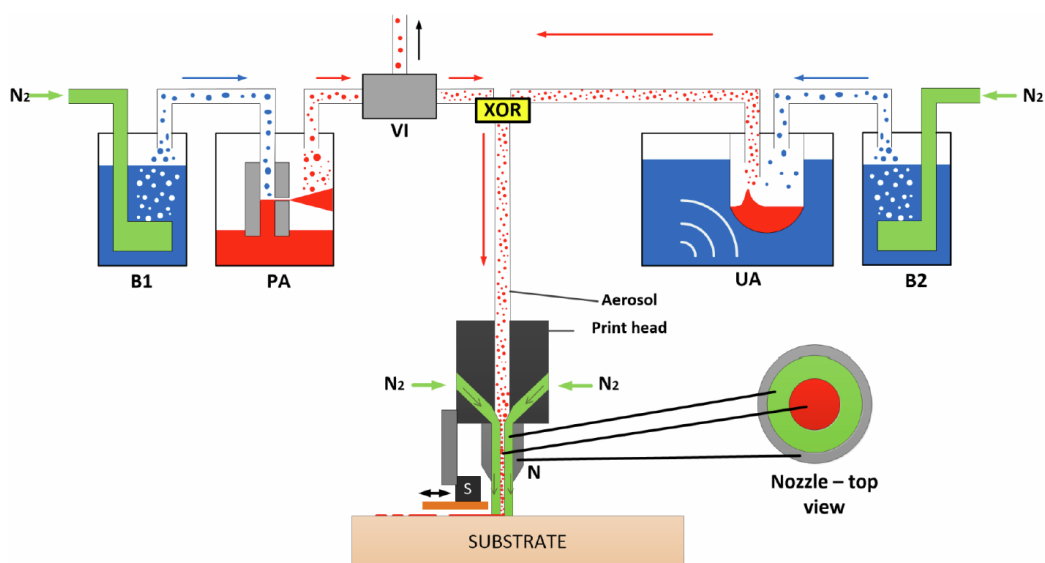 VI
XOR
N₂
N₂
B1
PA
UA
B2
Aerosol
Print head
N₂
N₂
N
S
Nozzle – top
view
SUBSTRATE